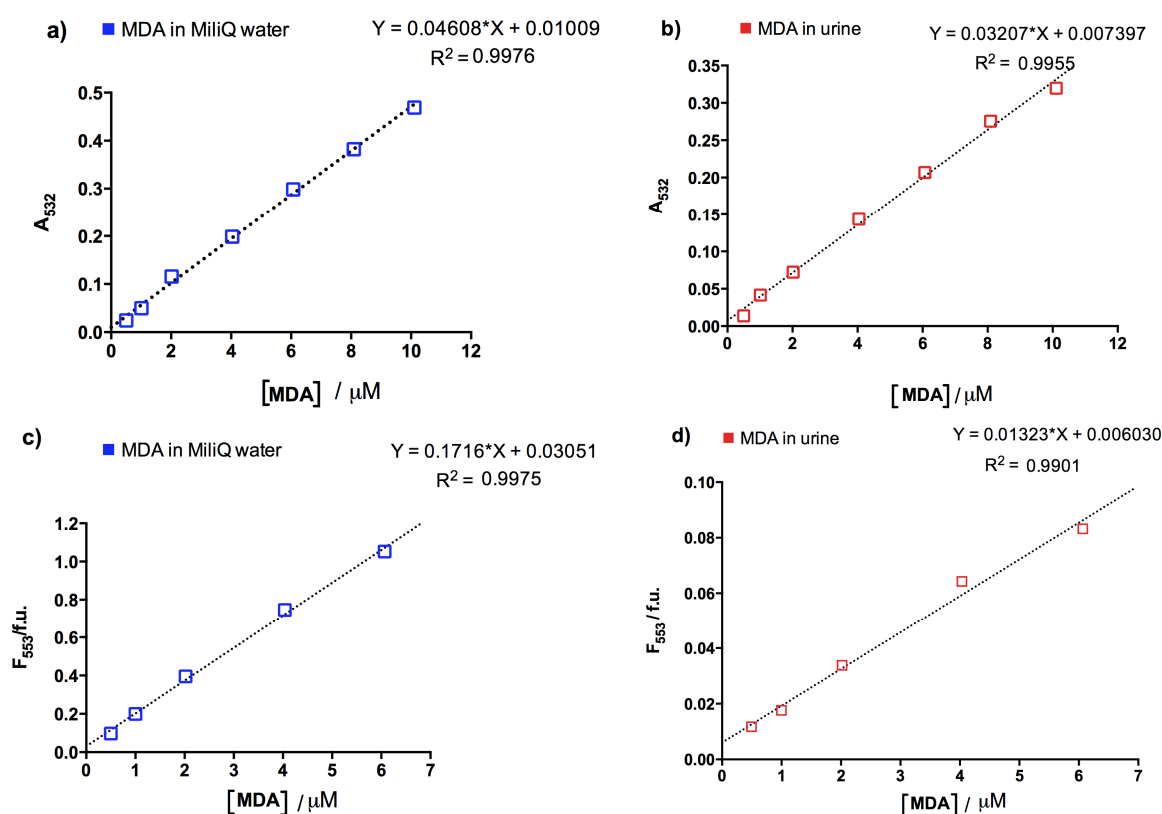 a)
MDA in MiliQ water
Y = 0.04608*X + 0.01009
R² = 0.9976
0.5
0.4
0.3
0.2
0.1
0.0
A532
0 2 4 6 8 10 12
[MDA] / μM
b)
MDA in urine
Y = 0.03207*X + 0.007397
R² = 0.9955
0.35
0.30
0.25
0.20
0.15
0.10
0.05
0.00
A532
0 2 4 6 8 10 12
[MDA] / μM
c)
MDA in MiliQ water
Y = 0.1716*X + 0.03051
R² = 0.9975
1.2
1.0
0.8
0.6
0.4
0.2
0.0
F553/f.u.
0 1 2 3 4 5 6 7
[MDA] / μM
d)
MDA in urine
Y = 0.01323*X + 0.006030
R² = 0.9901
0.10
0.08
0.06
0.04
0.02
0.00
F553/ f.u.
0 1 2 3 4 5 6 7
[MDA] / μM